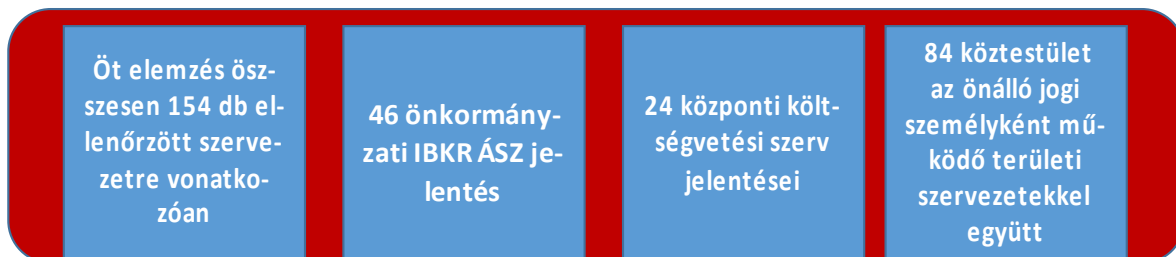 Öt elemzés ösz-
szesen 154 db el-
lenőrzött szerve-
zetre vonatko-
zóan
46 önkormány-
zati IBKR ÁSZ je-
lentés
24 központi költ-
ségvetési szerv
jelentései
84 köztestület
az önálló jogi
személyként mű-
ködő területi
szervezetekkel
együtt